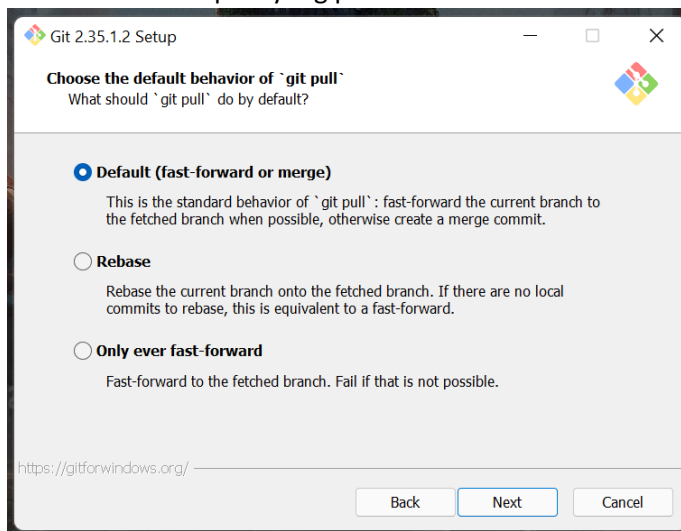 Git 2.35.1.2 Setup
Choose the default behavior of `git pull`
What should `git pull` do by default?
Default (fast-forward or merge)
This is the standard behavior of `git pull`: fast-forward the current branch to
the fetched branch when possible, otherwise create a merge commit.
Rebase
Rebase the current branch onto the fetched branch. If there are no local
commits to rebase, this is equivalent to a fast-forward.
Only ever fast-forward
Fast-forward to the fetched branch. Fail if that is not possible.
https://gitforwindows.org/
Back Next Cancel